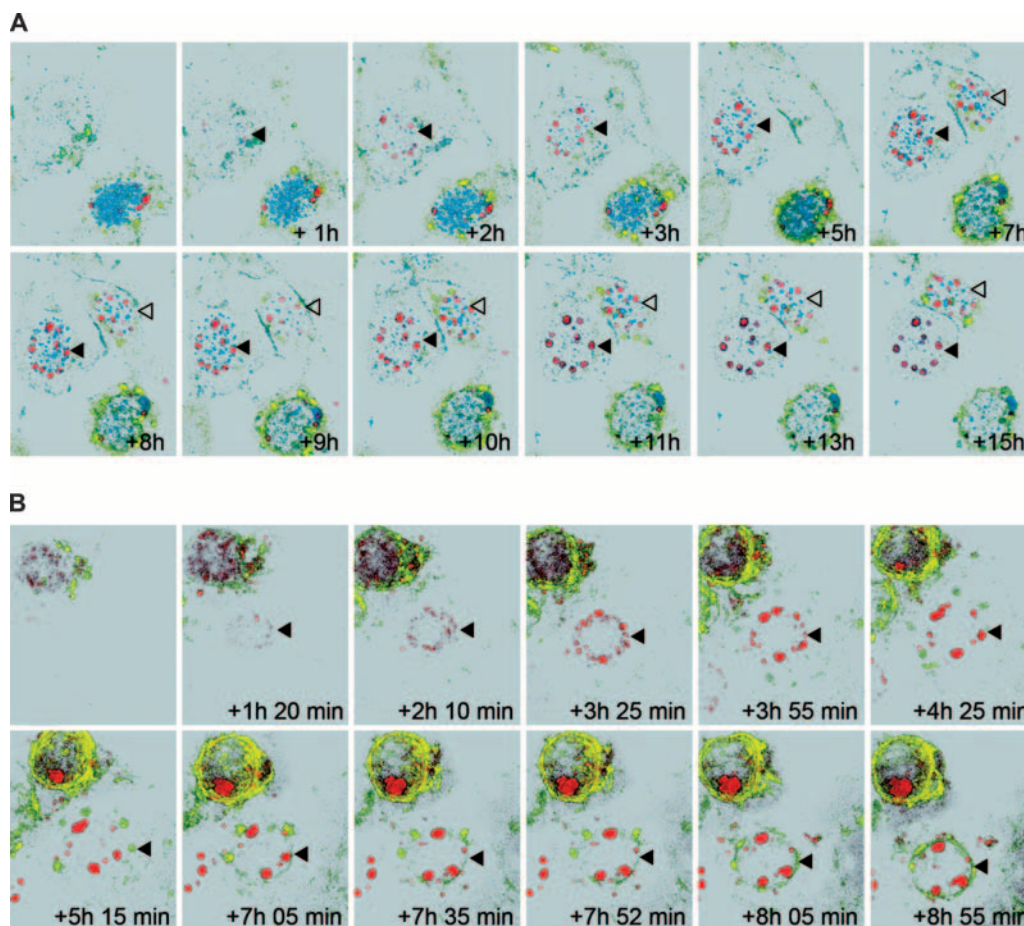 A
+ 1h +2h +3h +5h +7h
+8h +9h +10h +11h +13h +15h
B
+1h 20 min +2h 10 min +3h 25 min +3h 55 min +4h 25 min
+5h 15 min +7h 05 min +7h 35 min +7h 52 min +8h 05 min +8h 55 min